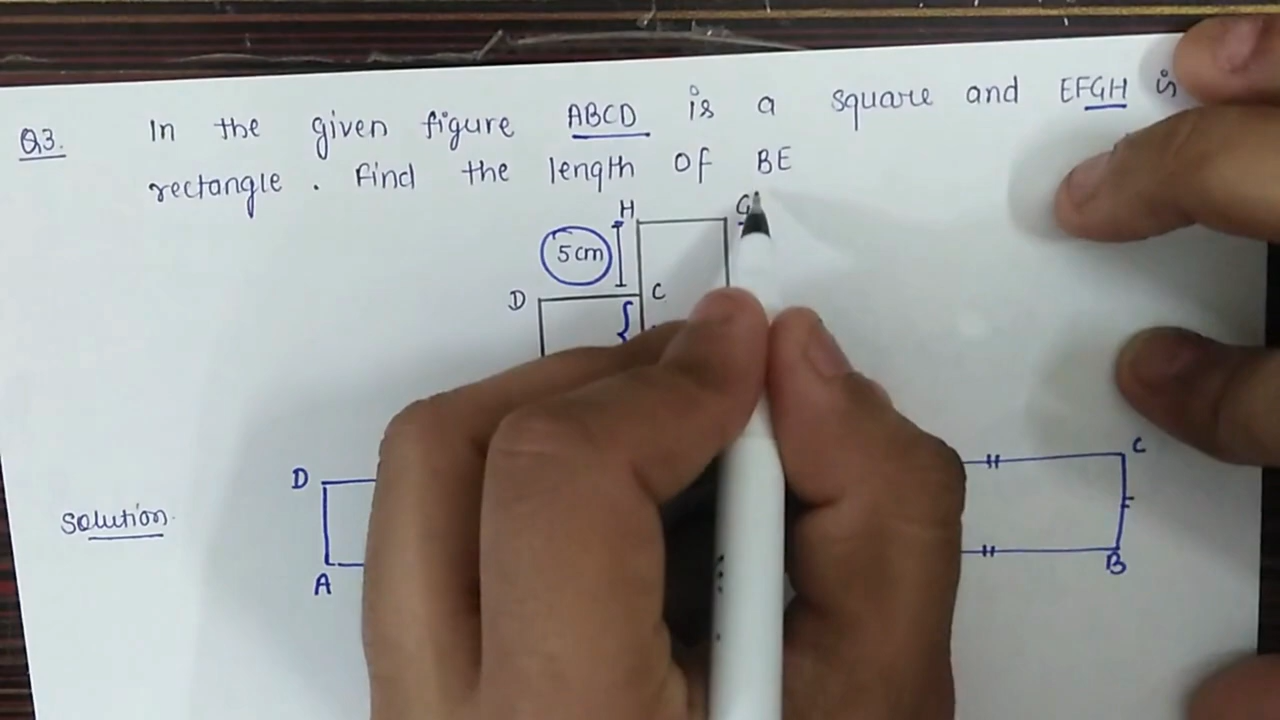 Q3. In the given figure ABCD is a square and EFGH is
rectangle. Find the length of BE
H G
5cm
D C
D C
Solution.
A B